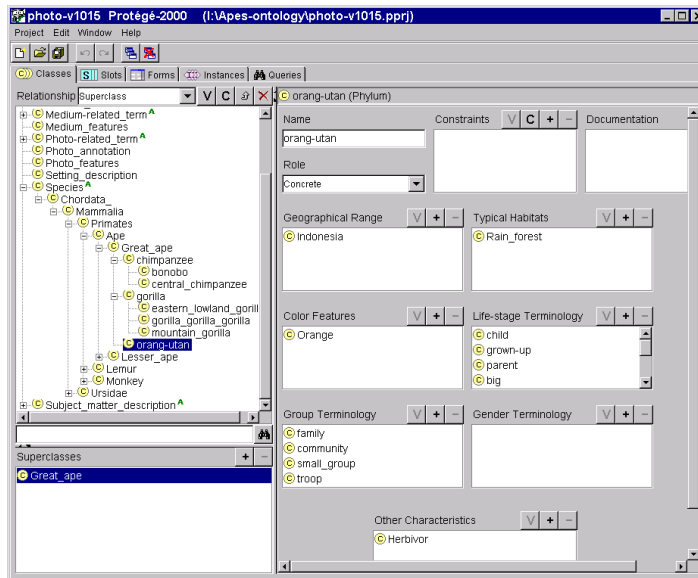 photo-v1015 Protégé-2000 (I:\Apes-ontology\photo-v1015.pprj)
Project Edit Window Help
Classes Slots Forms Instances Queries
Relationship Superclass V C
orang-utan (Phylum)
Medium-related_term A
Medium_features
Photo-related_term A
Photo_annotation
Photo_features
Setting_description
Species A
Chordata_
Mammalia
Primates
Ape
Great_ape
chimpanzee
bonobo
central_chimpanzee
gorilla
eastern_lowland_gorill
gorilla_gorilla_gorilla
mountain_gorilla
orang-utan
Lesser_ape
Lemur
Monkey
Ursidae
Subject_matter_description A
Superclasses + -
Great_ape
Name
orang-utan
Constraints V C + -
Documentation
Role
Concrete
Geographical Range V + -
Indonesia
Typical Habitats V + -
Rain_forest
Color Features V + -
Orange
Life-stage Terminology V + -
child
grown-up
parent
big
Group Terminology V + -
family
community
small_group
troop
Gender Terminology V + -
Other Characteristics V + -
Herbivor